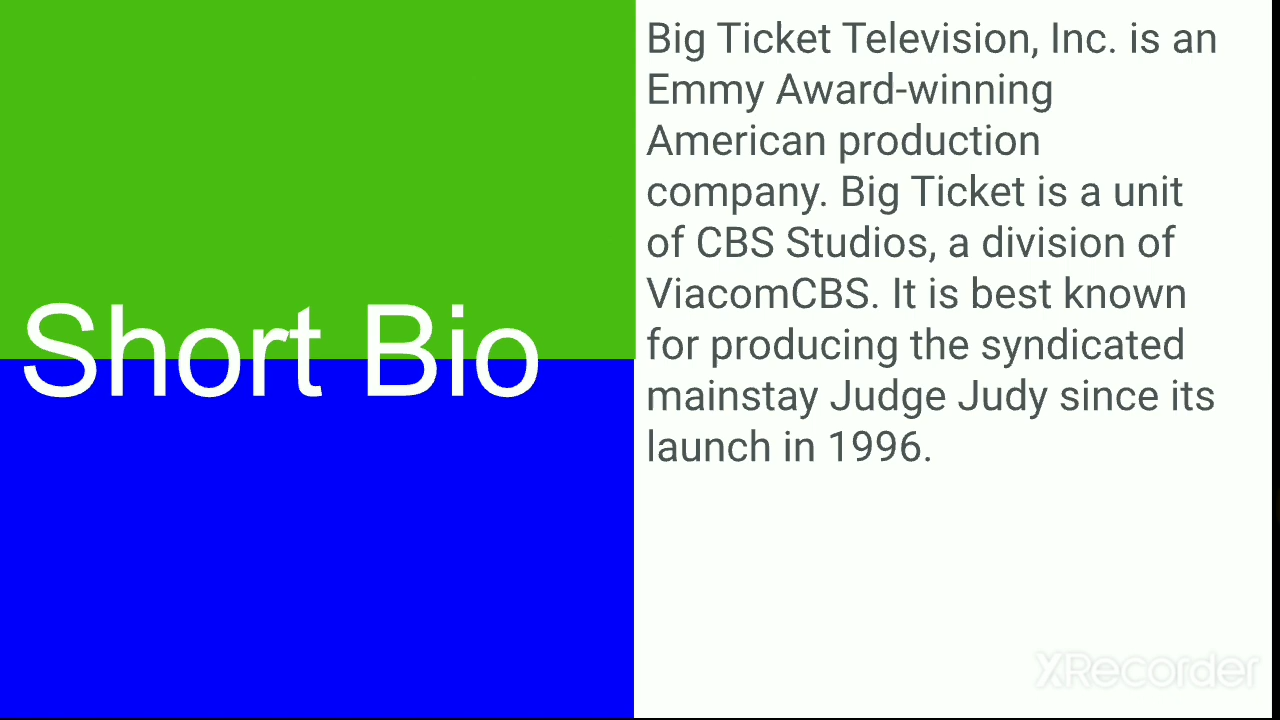 Short Bio
Big Ticket Television, Inc. is an
Emmy Award-winning
American production
company. Big Ticket is a unit
of CBS Studios, a division of
ViacomCBS. It is best known
for producing the syndicated
mainstay Judge Judy since its
launch in 1996.
XRecorder